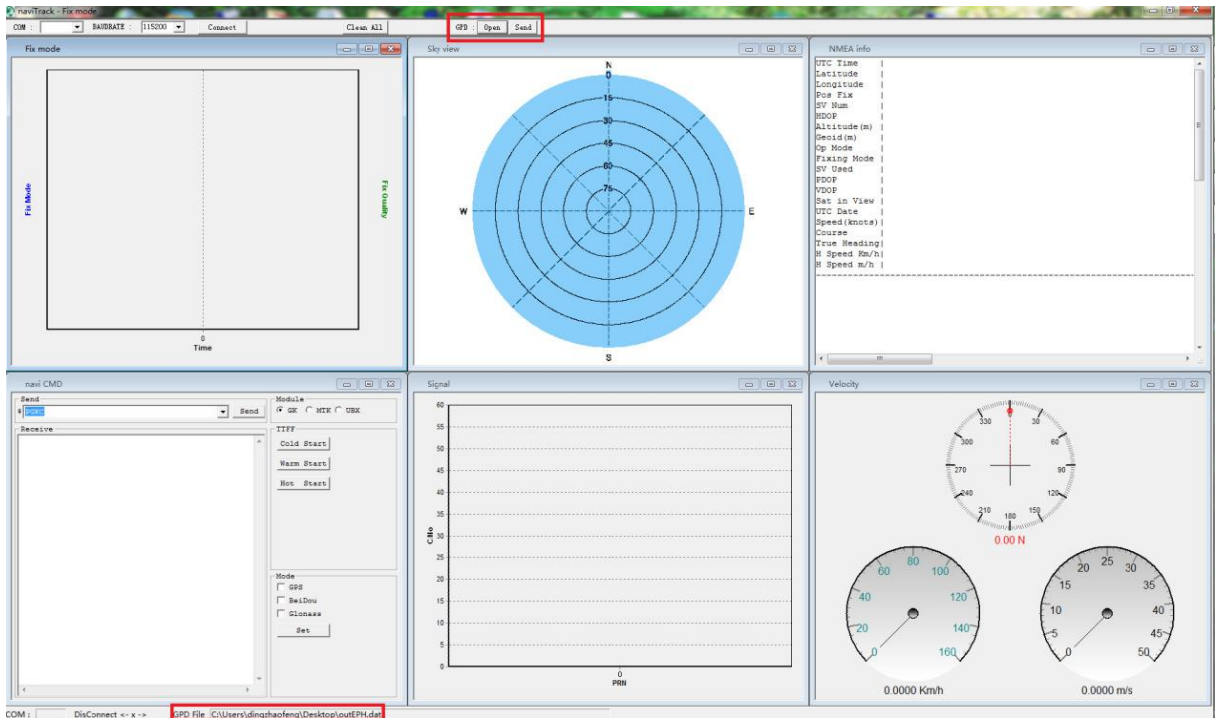 naviTrack - Fix mode
COM : BAUDRATE : 115200 Connect Clean All GPD : Open Send
Fix mode
Fix Mode
Fix Quality
0
Time
Sky view
N
0
15
30
45
60
75
W
E
S
NMEA info
UTC Time |
Latitude |
Longitude |
Pos Fix |
SV Num |
HDOP |
Altitude(m) |
Geoid(m) |
Op Mode |
Fixing Mode |
SV Used |
PDOP |
VDOP |
Sat in View |
UTC Date |
Speed(knots)|
Course |
True Heading|
H Speed Km/h|
H Speed m/h |
navi CMD
Send
$ PGKC Send
Receive
Module
GK MTK UBX
TTFF
Cold Start
Warm Start
Hot Start
Mode
GPS
BeiDou
Glonass
Set
Signal
60
55
50
45
40
35
30
25
20
15
10
5
0
C/No
0
PRN
Velocity
330 30
300 60
270 90
240 120
210 180 150
0.00 N
60 80 100
40 120
20 140
0 160
0.0000 Km/h
20 25 30
15 35
10 40
5 45
0 50
0.0000 m/s
COM : DisConnect <- x -> GPD File C:\Users\dingzhaofeng\Desktop\outEPH.dat